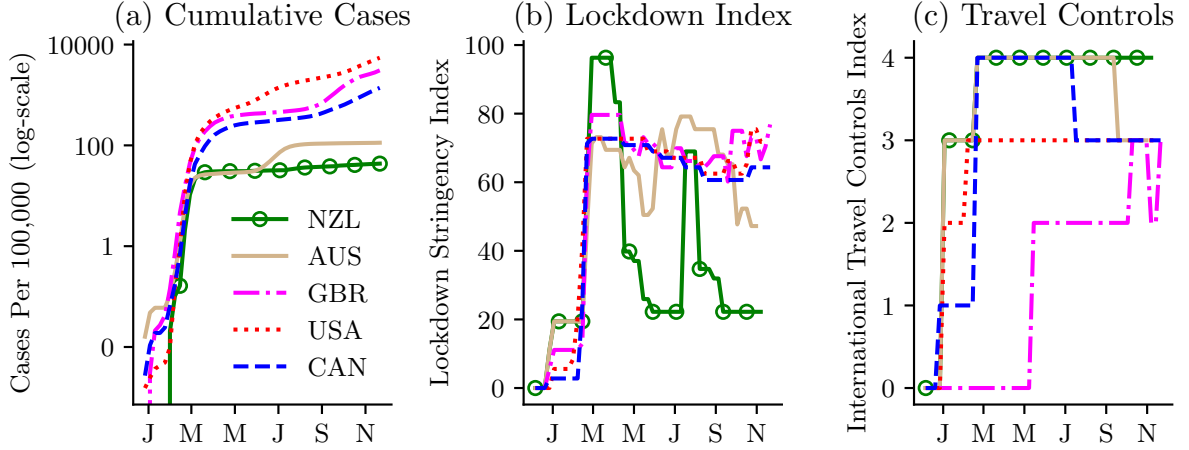 (a) Cumulative Cases
Cases Per 100,000 (log-scale)
10000
100
1
0
J M M J S N
NZL
AUS
GBR
USA
CAN
(b) Lockdown Index
Lockdown Stringency Index
100
80
60
40
20
0
J M M J S N
(c) Travel Controls
International Travel Controls Index
4
3
2
1
0
J M M J S N